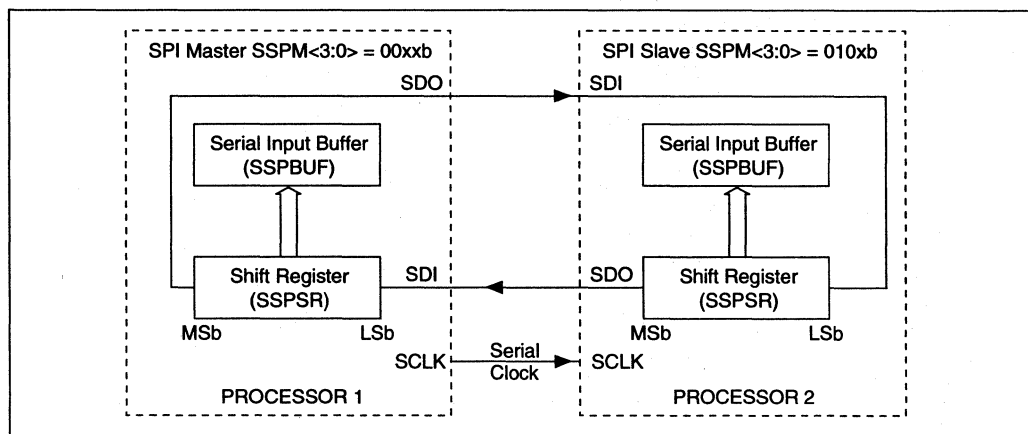 SPI Master SSPM<3:0> = 00xxb
SPI Slave SSPM<3:0> = 010xb
SDO
SDI
Serial Input Buffer
(SSPBUF)
Serial Input Buffer
(SSPBUF)
Shift Register
(SSPSR)
SDI
SDO
Shift Register
(SSPSR)
MSb
LSb
MSb
LSb
SCLK
Serial
Clock
SCLK
PROCESSOR 1
PROCESSOR 2